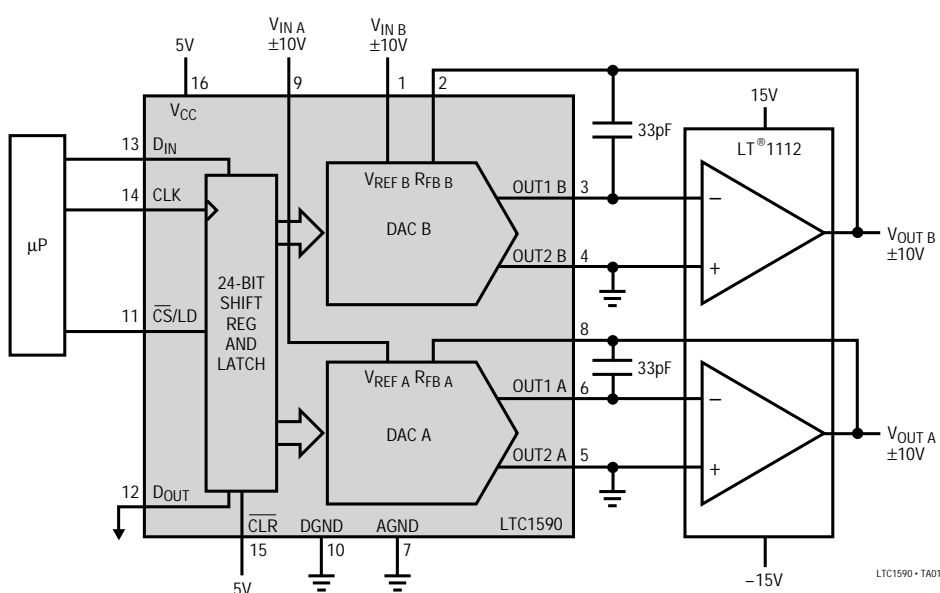 V_IN A
±10V
V_IN B
±10V
5V
16
9
1
2
V_CC
33pF
15V
LT®1112
13
D_IN
14
CLK
µP
11
C̅S̅/LD
24-BIT
SHIFT
REG
AND
LATCH
V_REF B R_FB B
DAC B
OUT1 B
3
OUT2 B
4
−
+
V_OUT B
±10V
8
33pF
V_REF A R_FB A
DAC A
OUT1 A
6
OUT2 A
5
−
+
V_OUT A
±10V
12
D_OUT
C̅L̅R̅
15
5V
DGND
10
AGND
7
LTC1590
−15V
LTC1590 • TA01